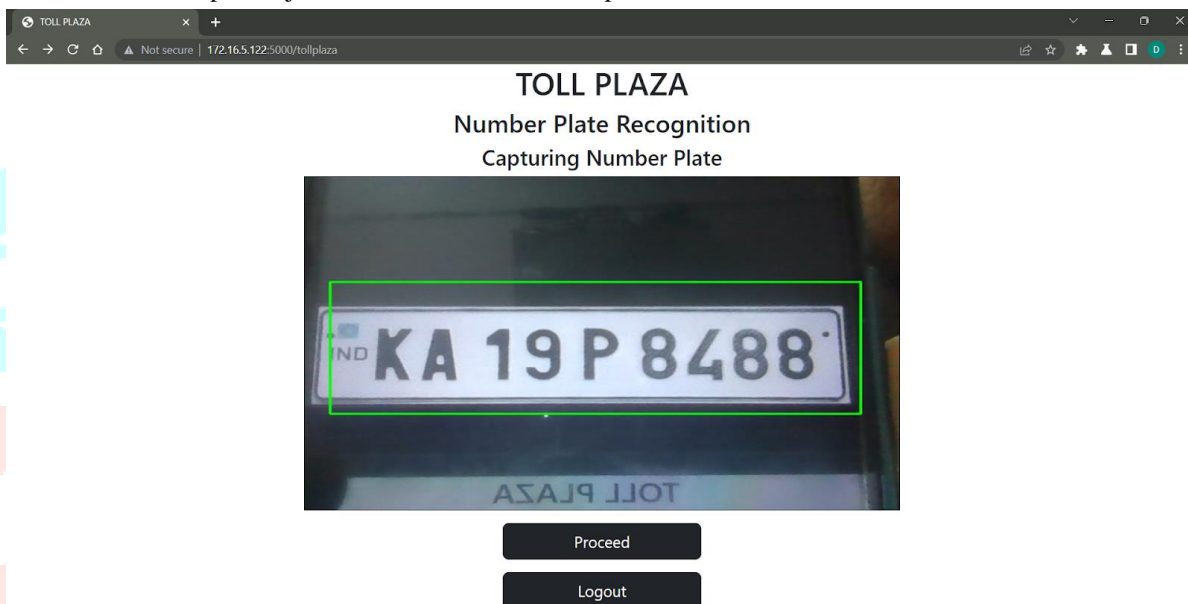 TOLL PLAZA
Not secure | 172.16.5.122:5000/tollplaza
D
TOLL PLAZA
Number Plate Recognition
Capturing Number Plate
IND KA 19 P 8488
TOLL PLAZA
Proceed
Logout